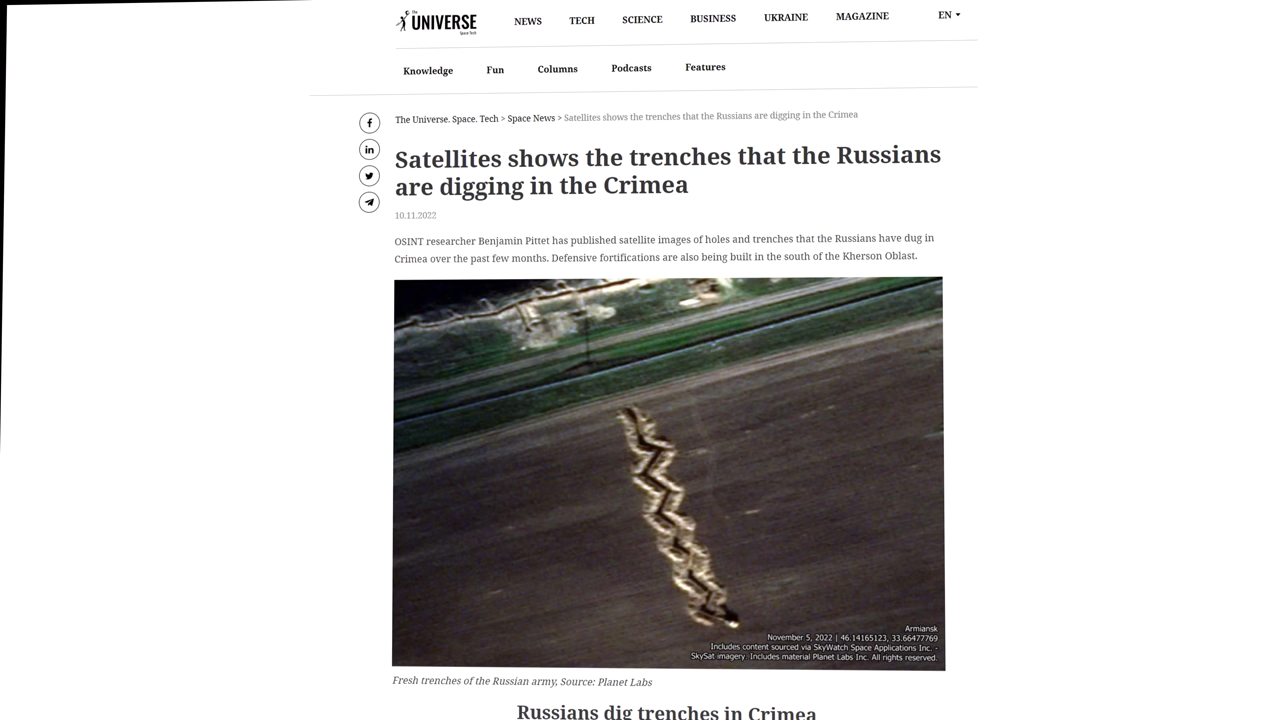 The
UNIVERSE
Space Tech
NEWS TECH SCIENCE BUSINESS UKRAINE MAGAZINE EN
Knowledge Fun Columns Podcasts Features
The Universe. Space. Tech > Space News > Satellites shows the trenches that the Russians are digging in the Crimea
Satellites shows the trenches that the Russians
are digging in the Crimea
10.11.2022
OSINT researcher Benjamin Pittet has published satellite images of holes and trenches that the Russians have dug in
Crimea over the past few months. Defensive fortifications are also being built in the south of the Kherson Oblast.
Armiansk
November 5, 2022 | 46.14165123, 33.66477769
Includes content sourced via SkyWatch Space Applications Inc. -
SkySat imagery. Includes material Planet Labs Inc. All rights reserved.
Fresh trenches of the Russian army, Source: Planet Labs
Russians dig trenches in Crimea